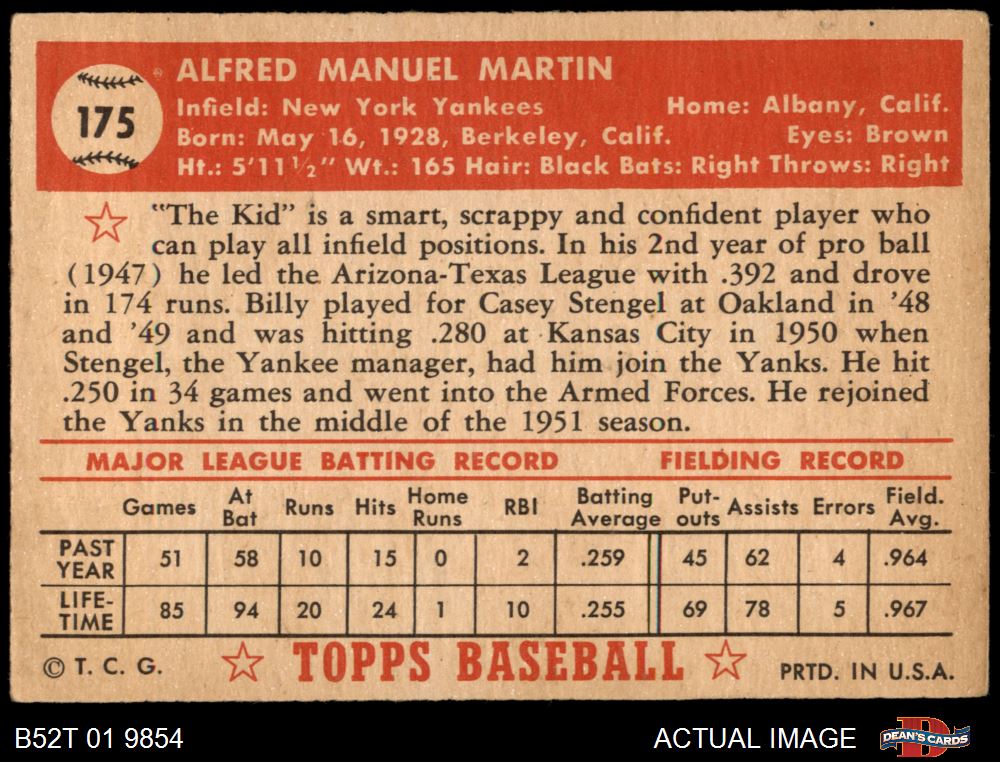 175
® ALFRED MANUEL MARTIN
Infield: New York Yankees Home: Albany, Calif.
Born: May 16, 1928, Berkeley, Calif. Eyes: Brown
Ht.: 5'11½" Wt.: 165 Hair: Black Bats: Right Throws: Right
"The Kid" is a smart, scrappy and confident player who
can play all infield positions. In his 2nd year of pro ball
(1947) he led the Arizona-Texas League with .392 and drove
in 174 runs. Billy played for Casey Stengel at Oakland in '48
and '49 and was hitting .280 at Kansas City in 1950 when
Stengel, the Yankee manager, had him join the Yanks. He hit
.250 in 34 games and went into the Armed Forces. He rejoined
the Yanks in the middle of the 1951 season.
MAJOR LEAGUE BATTING RECORD FIELDING RECORD
Games At Bat Runs Hits Home Runs RBI Batting Average Put-outs Assists Errors Field. Avg.
PAST YEAR 51 58 10 15 0 2 .259 45 62 4 .964
LIFE-TIME 85 94 20 24 1 10 .255 69 78 5 .967
© T. C. G. TOPPS BASEBALL PRTD. IN U.S.A.
B52T 01 9854 ACTUAL IMAGE D DEAN'S CARDS